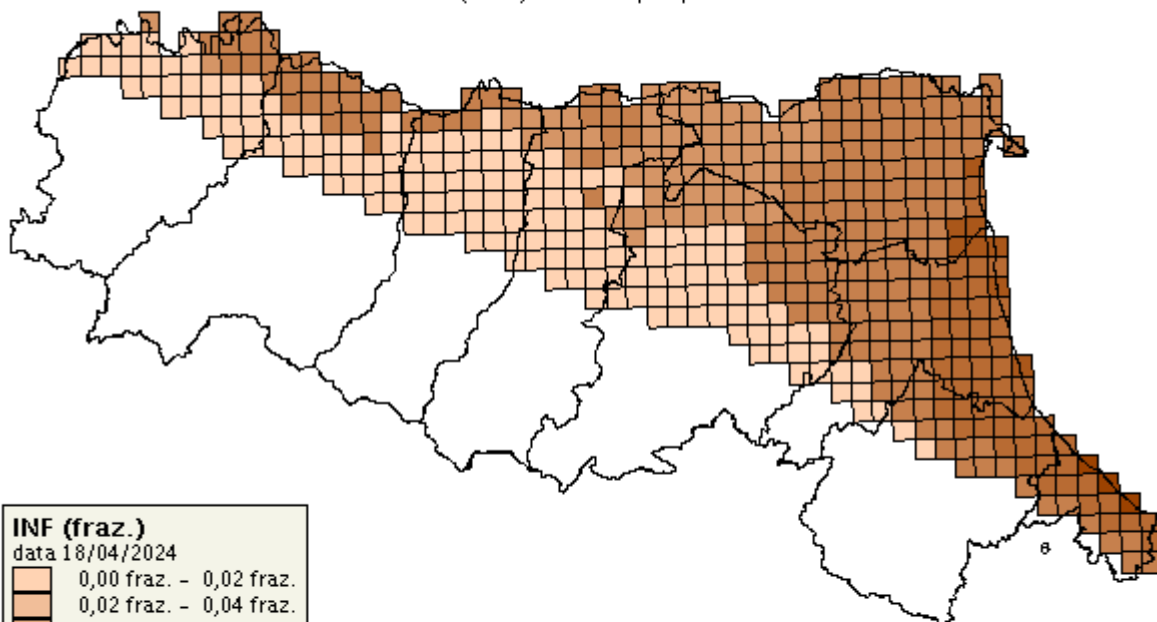 INF (fraz.)
data 18/04/2024
0,00 fraz. - 0,02 fraz.
0,02 fraz. - 0,04 fraz.